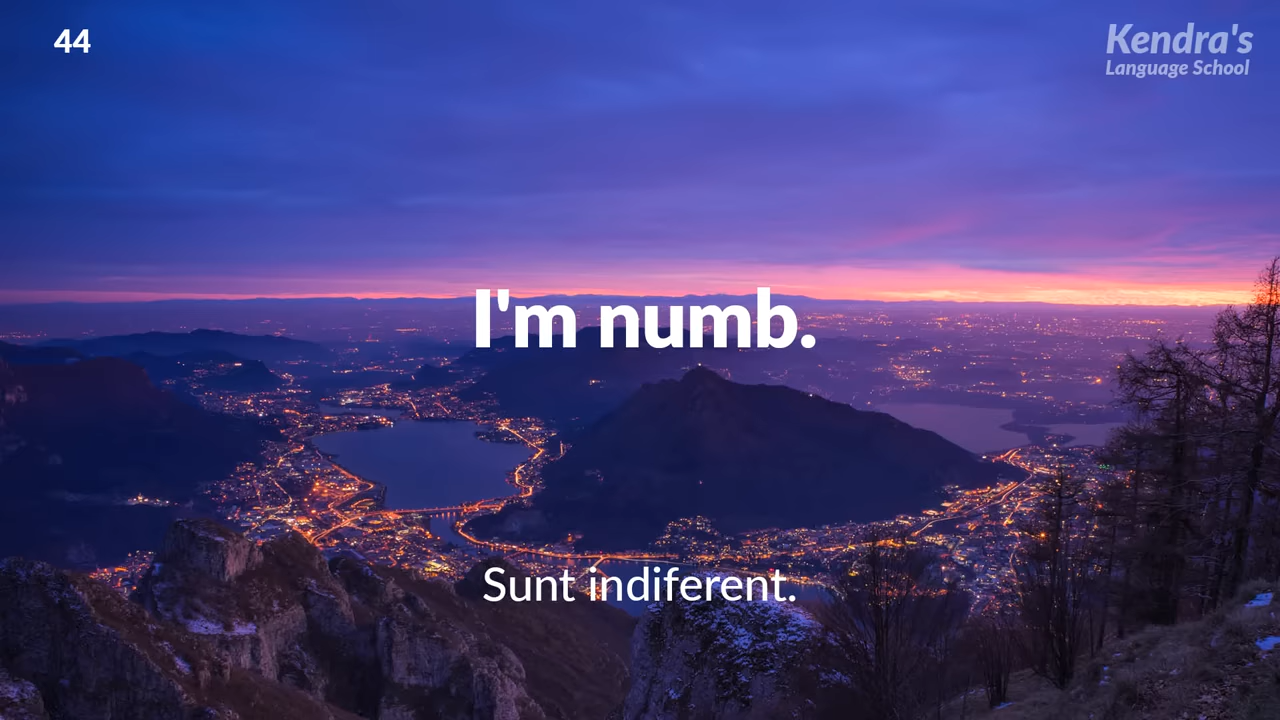 44
Kendra's
Language School
I'm numb.
Sunt indiferent.